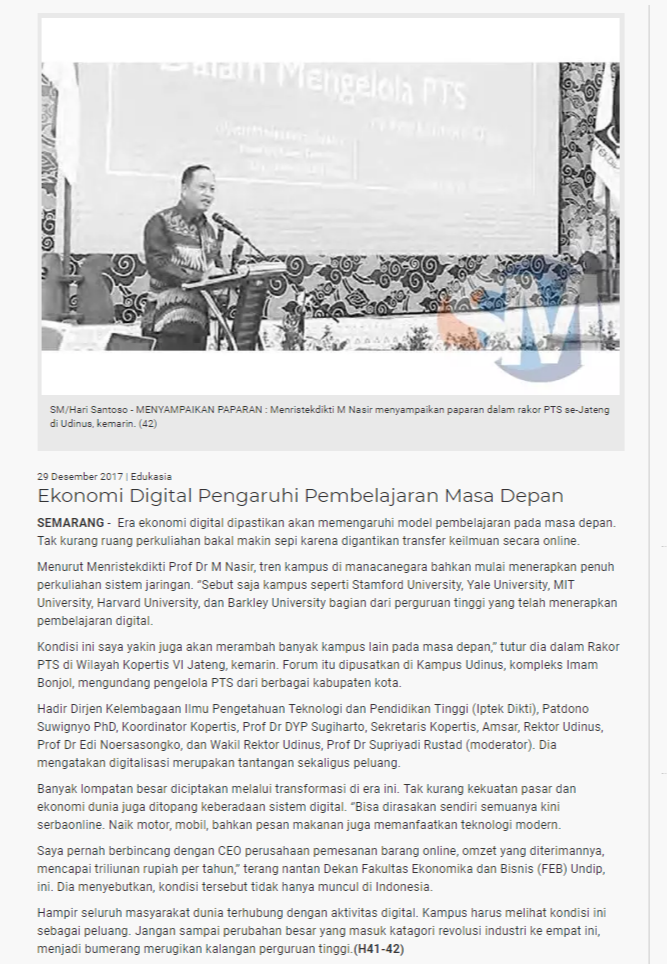 Dalam Mengelola PTS
SM
SM/Hari Santoso - MENYAMPAIKAN PAPARAN : Menristekdikti M Nasir menyampaikan paparan dalam rakor PTS se-Jateng
di Udinus, kemarin. (42)
29 Desember 2017 | Edukasia
Ekonomi Digital Pengaruhi Pembelajaran Masa Depan
SEMARANG - Era ekonomi digital dipastikan akan memengaruhi model pembelajaran pada masa depan.
Tak kurang ruang perkuliahan bakal makin sepi karena digantikan transfer keilmuan secara online.
Menurut Menristekdikti Prof Dr M Nasir, tren kampus di manacanegara bahkan mulai menerapkan penuh
perkuliahan sistem jaringan. “Sebut saja kampus seperti Stamford University, Yale University, MIT
University, Harvard University, dan Barkley University bagian dari perguruan tinggi yang telah menerapkan
pembelajaran digital.
Kondisi ini saya yakin juga akan merambah banyak kampus lain pada masa depan,” tutur dia dalam Rakor
PTS di Wilayah Kopertis VI Jateng, kemarin. Forum itu dipusatkan di Kampus Udinus, kompleks Imam
Bonjol, mengundang pengelola PTS dari berbagai kabupaten kota.
Hadir Dirjen Kelembagaan Ilmu Pengetahuan Teknologi dan Pendidikan Tinggi (Iptek Dikti), Patdono
Suwignyo PhD, Koordinator Kopertis, Prof Dr DYP Sugiharto, Sekretaris Kopertis, Amsar, Rektor Udinus,
Prof Dr Edi Noersasongko, dan Wakil Rektor Udinus, Prof Dr Supriyadi Rustad (moderator). Dia
mengatakan digitalisasi merupakan tantangan sekaligus peluang.
Banyak lompatan besar diciptakan melalui transformasi di era ini. Tak kurang kekuatan pasar dan
ekonomi dunia juga ditopang keberadaan sistem digital. “Bisa dirasakan sendiri semuanya kini
serbaonline. Naik motor, mobil, bahkan pesan makanan juga memanfaatkan teknologi modern.
Saya pernah berbincang dengan CEO perusahaan pemesanan barang online, omzet yang diterimannya,
mencapai triliunan rupiah per tahun,” terang nantan Dekan Fakultas Ekonomika dan Bisnis (FEB) Undip,
ini. Dia menyebutkan, kondisi tersebut tidak hanya muncul di Indonesia.
Hampir seluruh masyarakat dunia terhubung dengan aktivitas digital. Kampus harus melihat kondisi ini
sebagai peluang. Jangan sampai perubahan besar yang masuk katagori revolusi industri ke empat ini,
menjadi bumerang merugikan kalangan perguruan tinggi.(H41-42)